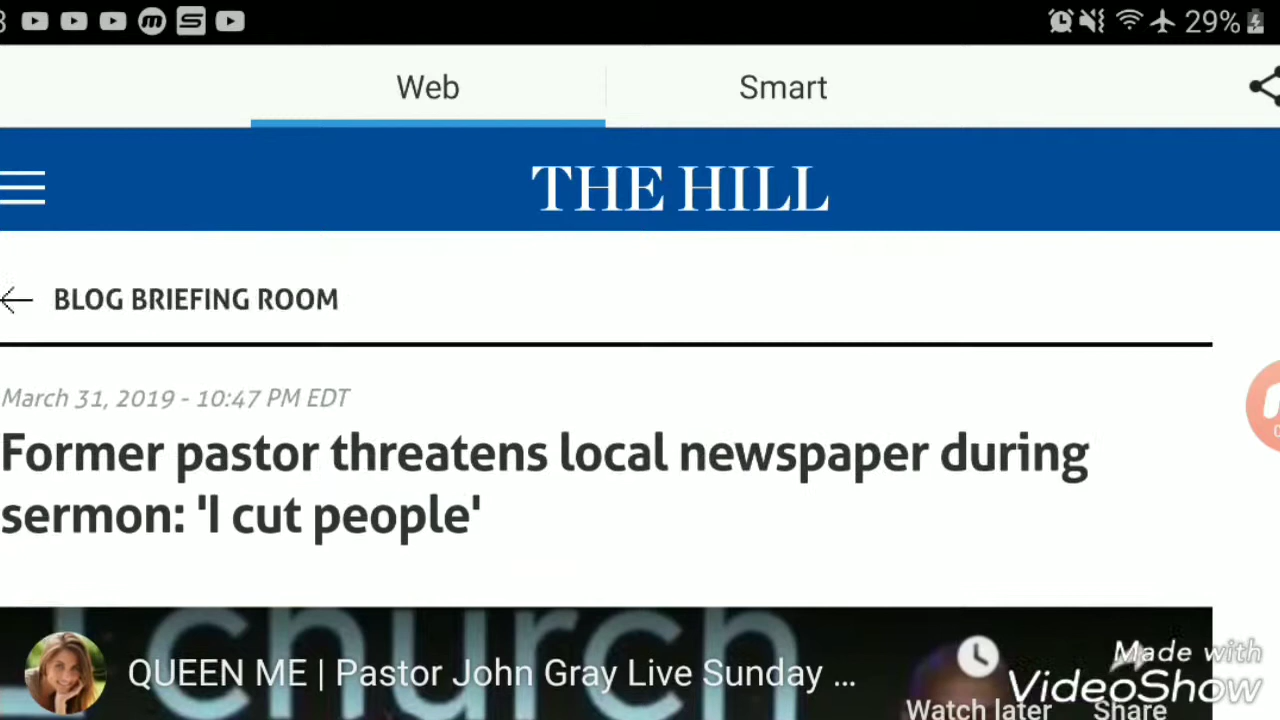 29%
Web
Smart
THE HILL
BLOG BRIEFING ROOM
March 31, 2019 - 10:47 PM EDT
Former pastor threatens local newspaper during
sermon: 'I cut people'
church
QUEEN ME | Pastor John Gray Live Sunday ...
Watch later
Share
Made with
VideoShow